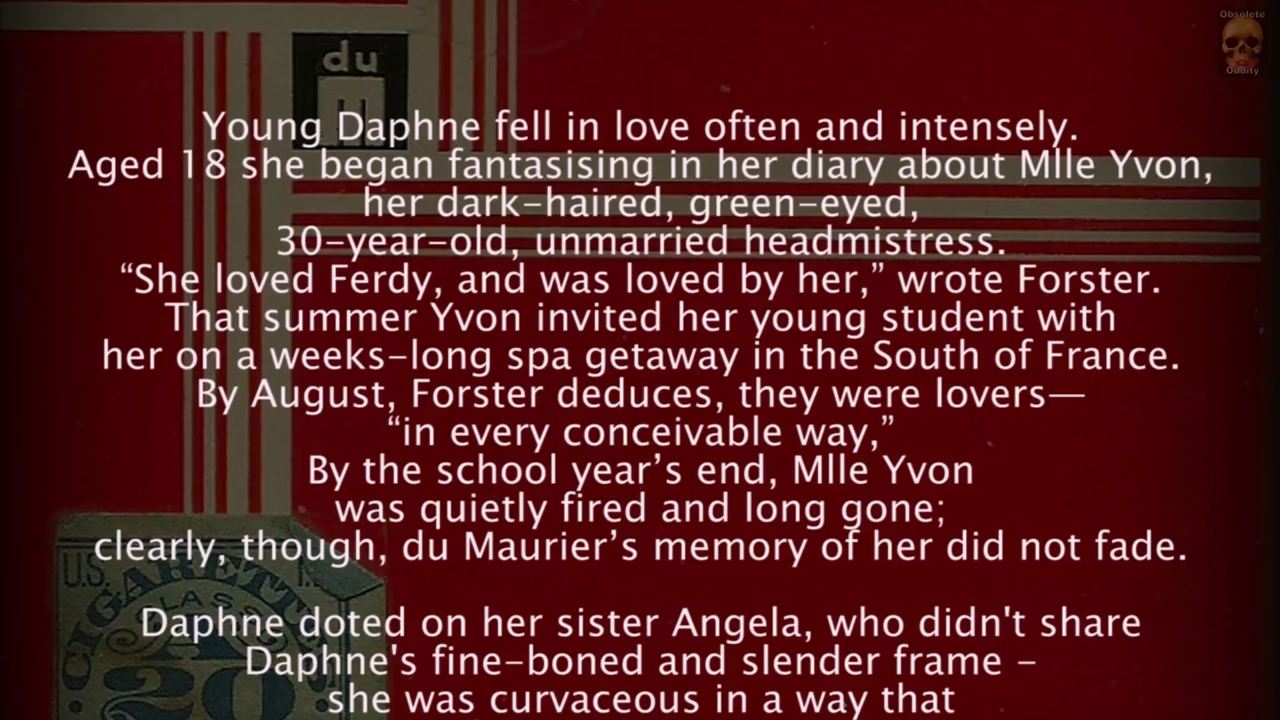 Obsolete
Oddity
du
Young Daphne fell in love often and intensely.
Aged 18 she began fantasising in her diary about Mlle Yvon,
her dark-haired, green-eyed,
30-year-old, unmarried headmistress.
“She loved Ferdy, and was loved by her,” wrote Forster.
That summer Yvon invited her young student with
her on a weeks-long spa getaway in the South of France.
By August, Forster deduces, they were lovers—
“in every conceivable way,”
By the school year’s end, Mlle Yvon
was quietly fired and long gone;
clearly, though, du Maurier’s memory of her did not fade.
Daphne doted on her sister Angela, who didn't share
Daphne's fine-boned and slender frame -
she was curvaceous in a way that
U.S.
CLASS
20